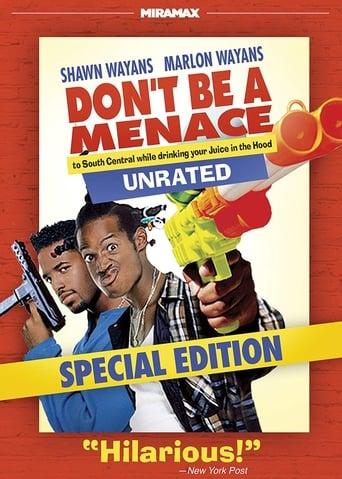 MIRAMAX
SHAWN WAYANS MARLON WAYANS
DON'T BE A
MENACE
to South Central while drinking your Juice in the Hood
UNRATED
SPECIAL EDITION
“Hilarious!”
—New York Post